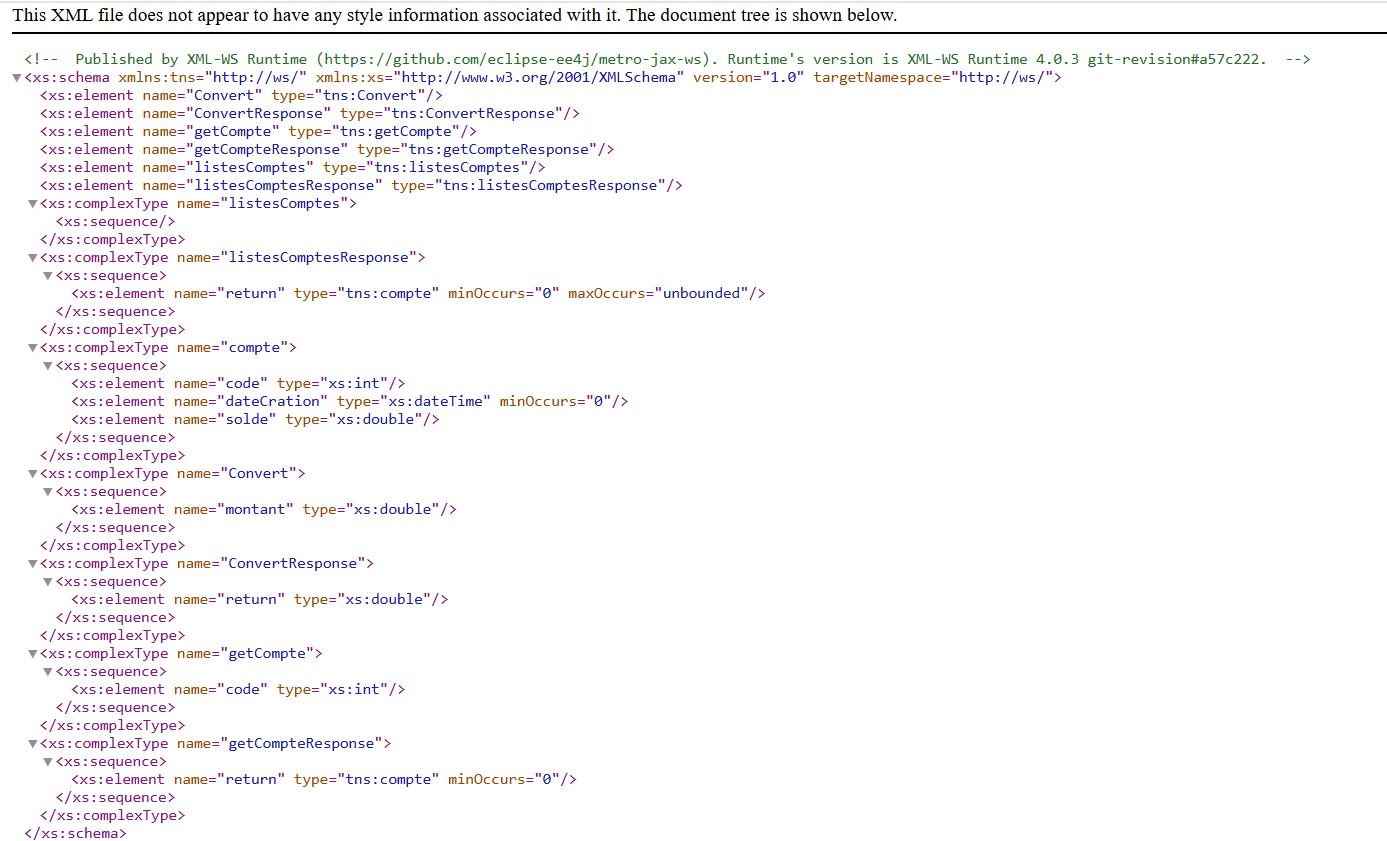 This XML file does not appear to have any style information associated with it. The document tree is shown below.
<!-- Published by XML-WS Runtime (https://github.com/eclipse-ee4j/metro-jax-ws). Runtime's version is XML-WS Runtime 4.0.3 git-revision#a57c222. -->
<xs:schema xmlns:tns="http://ws/" xmlns:xs="http://www.w3.org/2001/XMLSchema" version="1.0" targetNamespace="http://ws/">
<xs:element name="Convert" type="tns:Convert"/>
<xs:element name="ConvertResponse" type="tns:ConvertResponse"/>
<xs:element name="getCompte" type="tns:getCompte"/>
<xs:element name="getCompteResponse" type="tns:getCompteResponse"/>
<xs:element name="listesComptes" type="tns:listesComptes"/>
<xs:element name="listesComptesResponse" type="tns:listesComptesResponse"/>
<xs:complexType name="listesComptes">
<xs:sequence/>
</xs:complexType>
<xs:complexType name="listesComptesResponse">
<xs:sequence>
<xs:element name="return" type="tns:compte" minOccurs="0" maxOccurs="unbounded"/>
</xs:sequence>
</xs:complexType>
<xs:complexType name="compte">
<xs:sequence>
<xs:element name="code" type="xs:int"/>
<xs:element name="dateCration" type="xs:dateTime" minOccurs="0"/>
<xs:element name="solde" type="xs:double"/>
</xs:sequence>
</xs:complexType>
<xs:complexType name="Convert">
<xs:sequence>
<xs:element name="montant" type="xs:double"/>
</xs:sequence>
</xs:complexType>
<xs:complexType name="ConvertResponse">
<xs:sequence>
<xs:element name="return" type="xs:double"/>
</xs:sequence>
</xs:complexType>
<xs:complexType name="getCompte">
<xs:sequence>
<xs:element name="code" type="xs:int"/>
</xs:sequence>
</xs:complexType>
<xs:complexType name="getCompteResponse">
<xs:sequence>
<xs:element name="return" type="tns:compte" minOccurs="0"/>
</xs:sequence>
</xs:complexType>
</xs:schema>